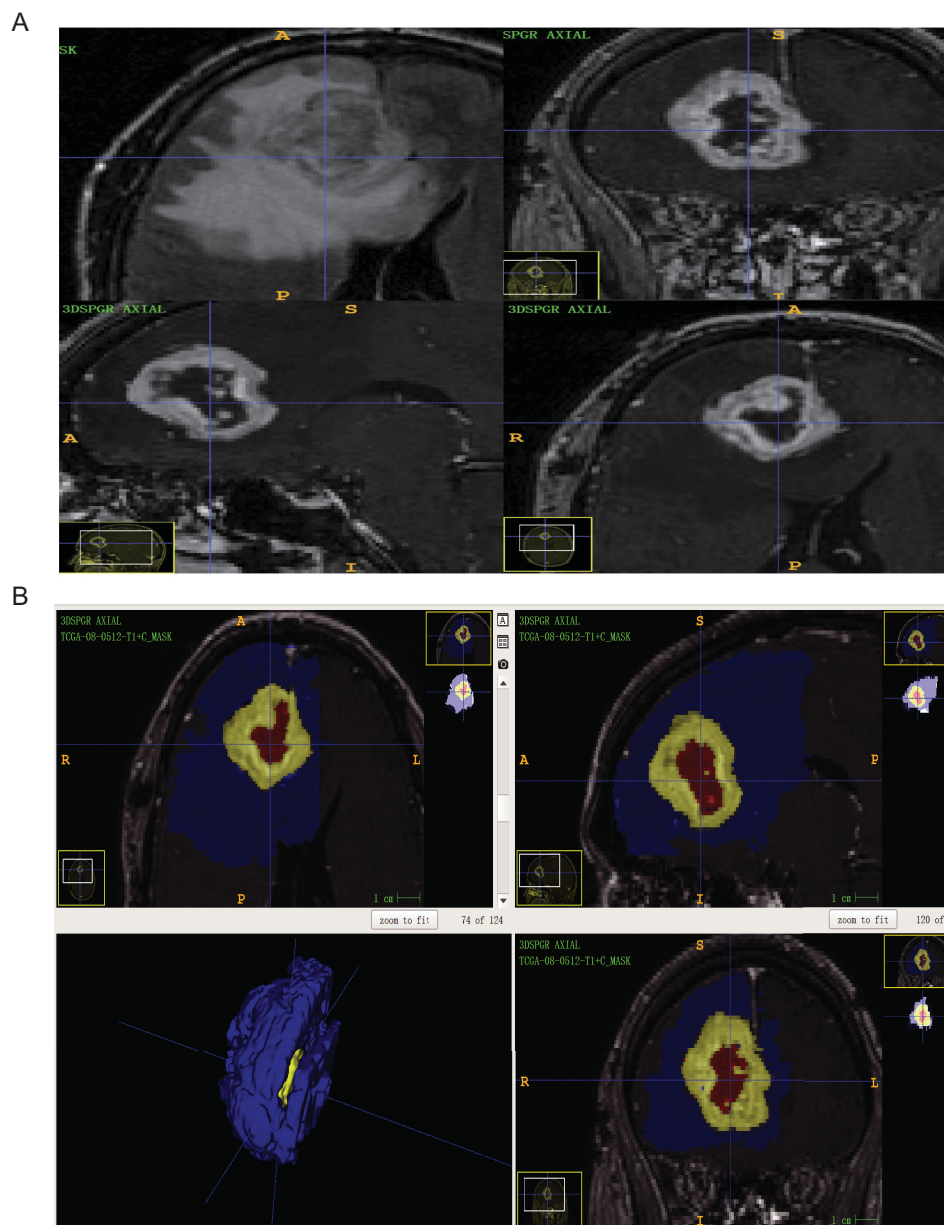 A
SK
A
P
SPGR AXIAL
S
I
3DSPGR AXIAL
S
A
I
3DSPGR AXIAL
A
R
P
B
3DSPGR AXIAL
TCGA-08-0512-T1+C_MASK
A
R
L
P
1 cm
A
zoom to fit
74 of 124
3DSPGR AXIAL
TCGA-08-0512-T1+C_MASK
S
A
P
I
1 cm
zoom to fit
120 of
3DSPGR AXIAL
TCGA-08-0512-T1+C_MASK
S
R
L
I
1 cm